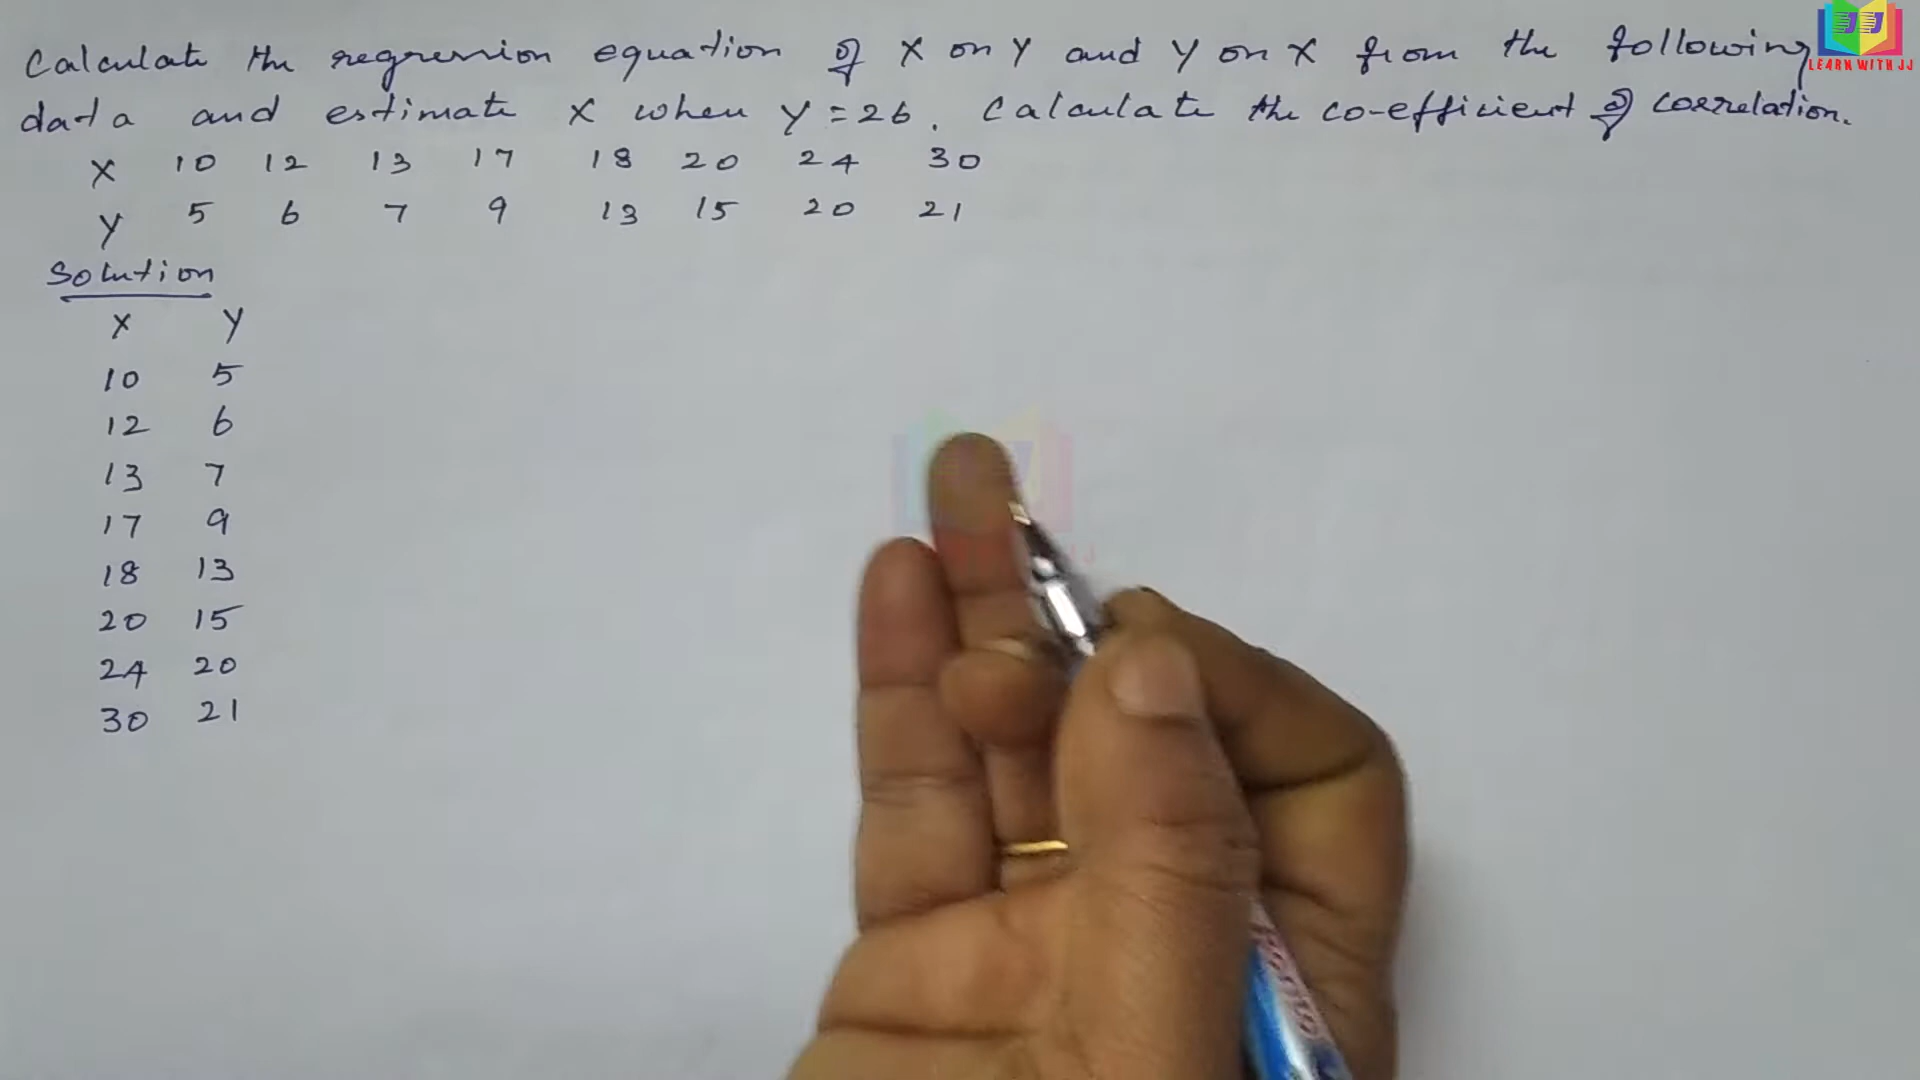 Calculate the regression equation of X on Y and Y on X from the following
data and estimate X when Y = 26. Calculate the co-efficient of correlation.
X 10 12 13 17 18 20 24 30
Y 5 6 7 9 13 15 20 21
Solution
X Y
10 5
12 6
13 7
17 9
18 13
20 15
24 20
30 21
LEARN WITH JJ